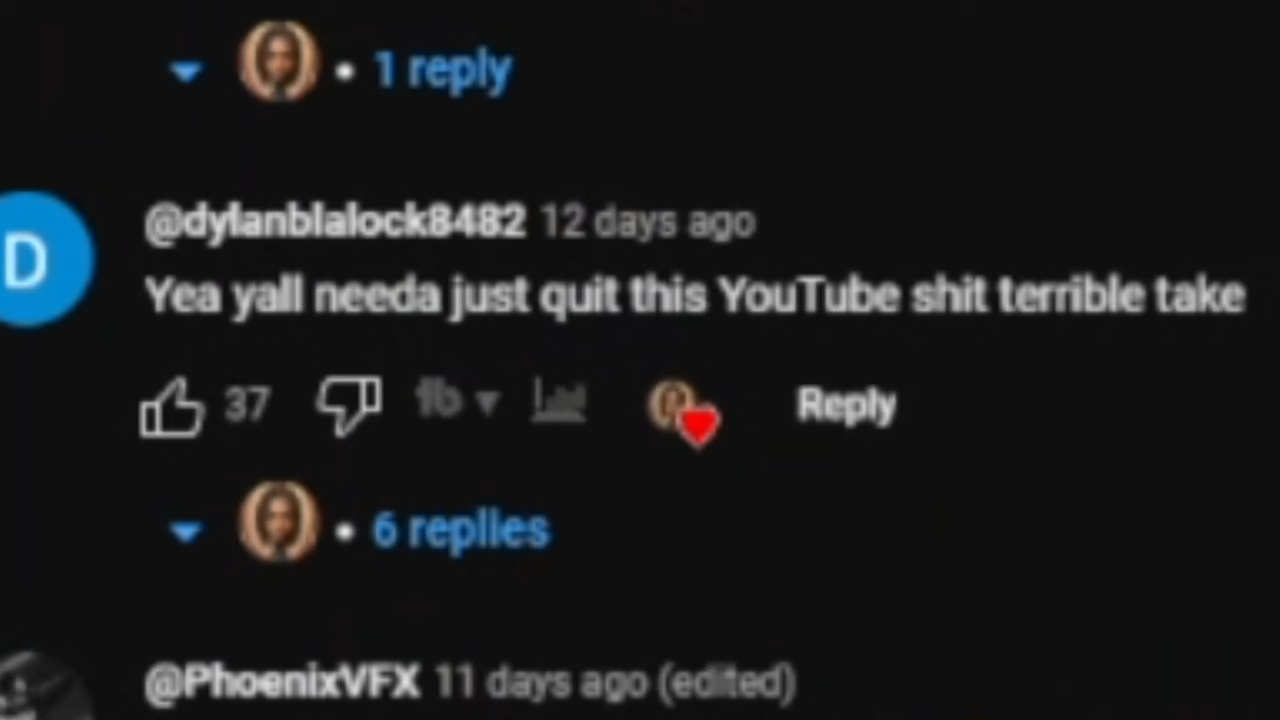 • 1 reply
D
@dylanblalock8482 12 days ago
Yea yall needa just quit this YouTube shit terrible take
37
Reply
• 6 replies
@PhoenixVFX 11 days ago (edited)